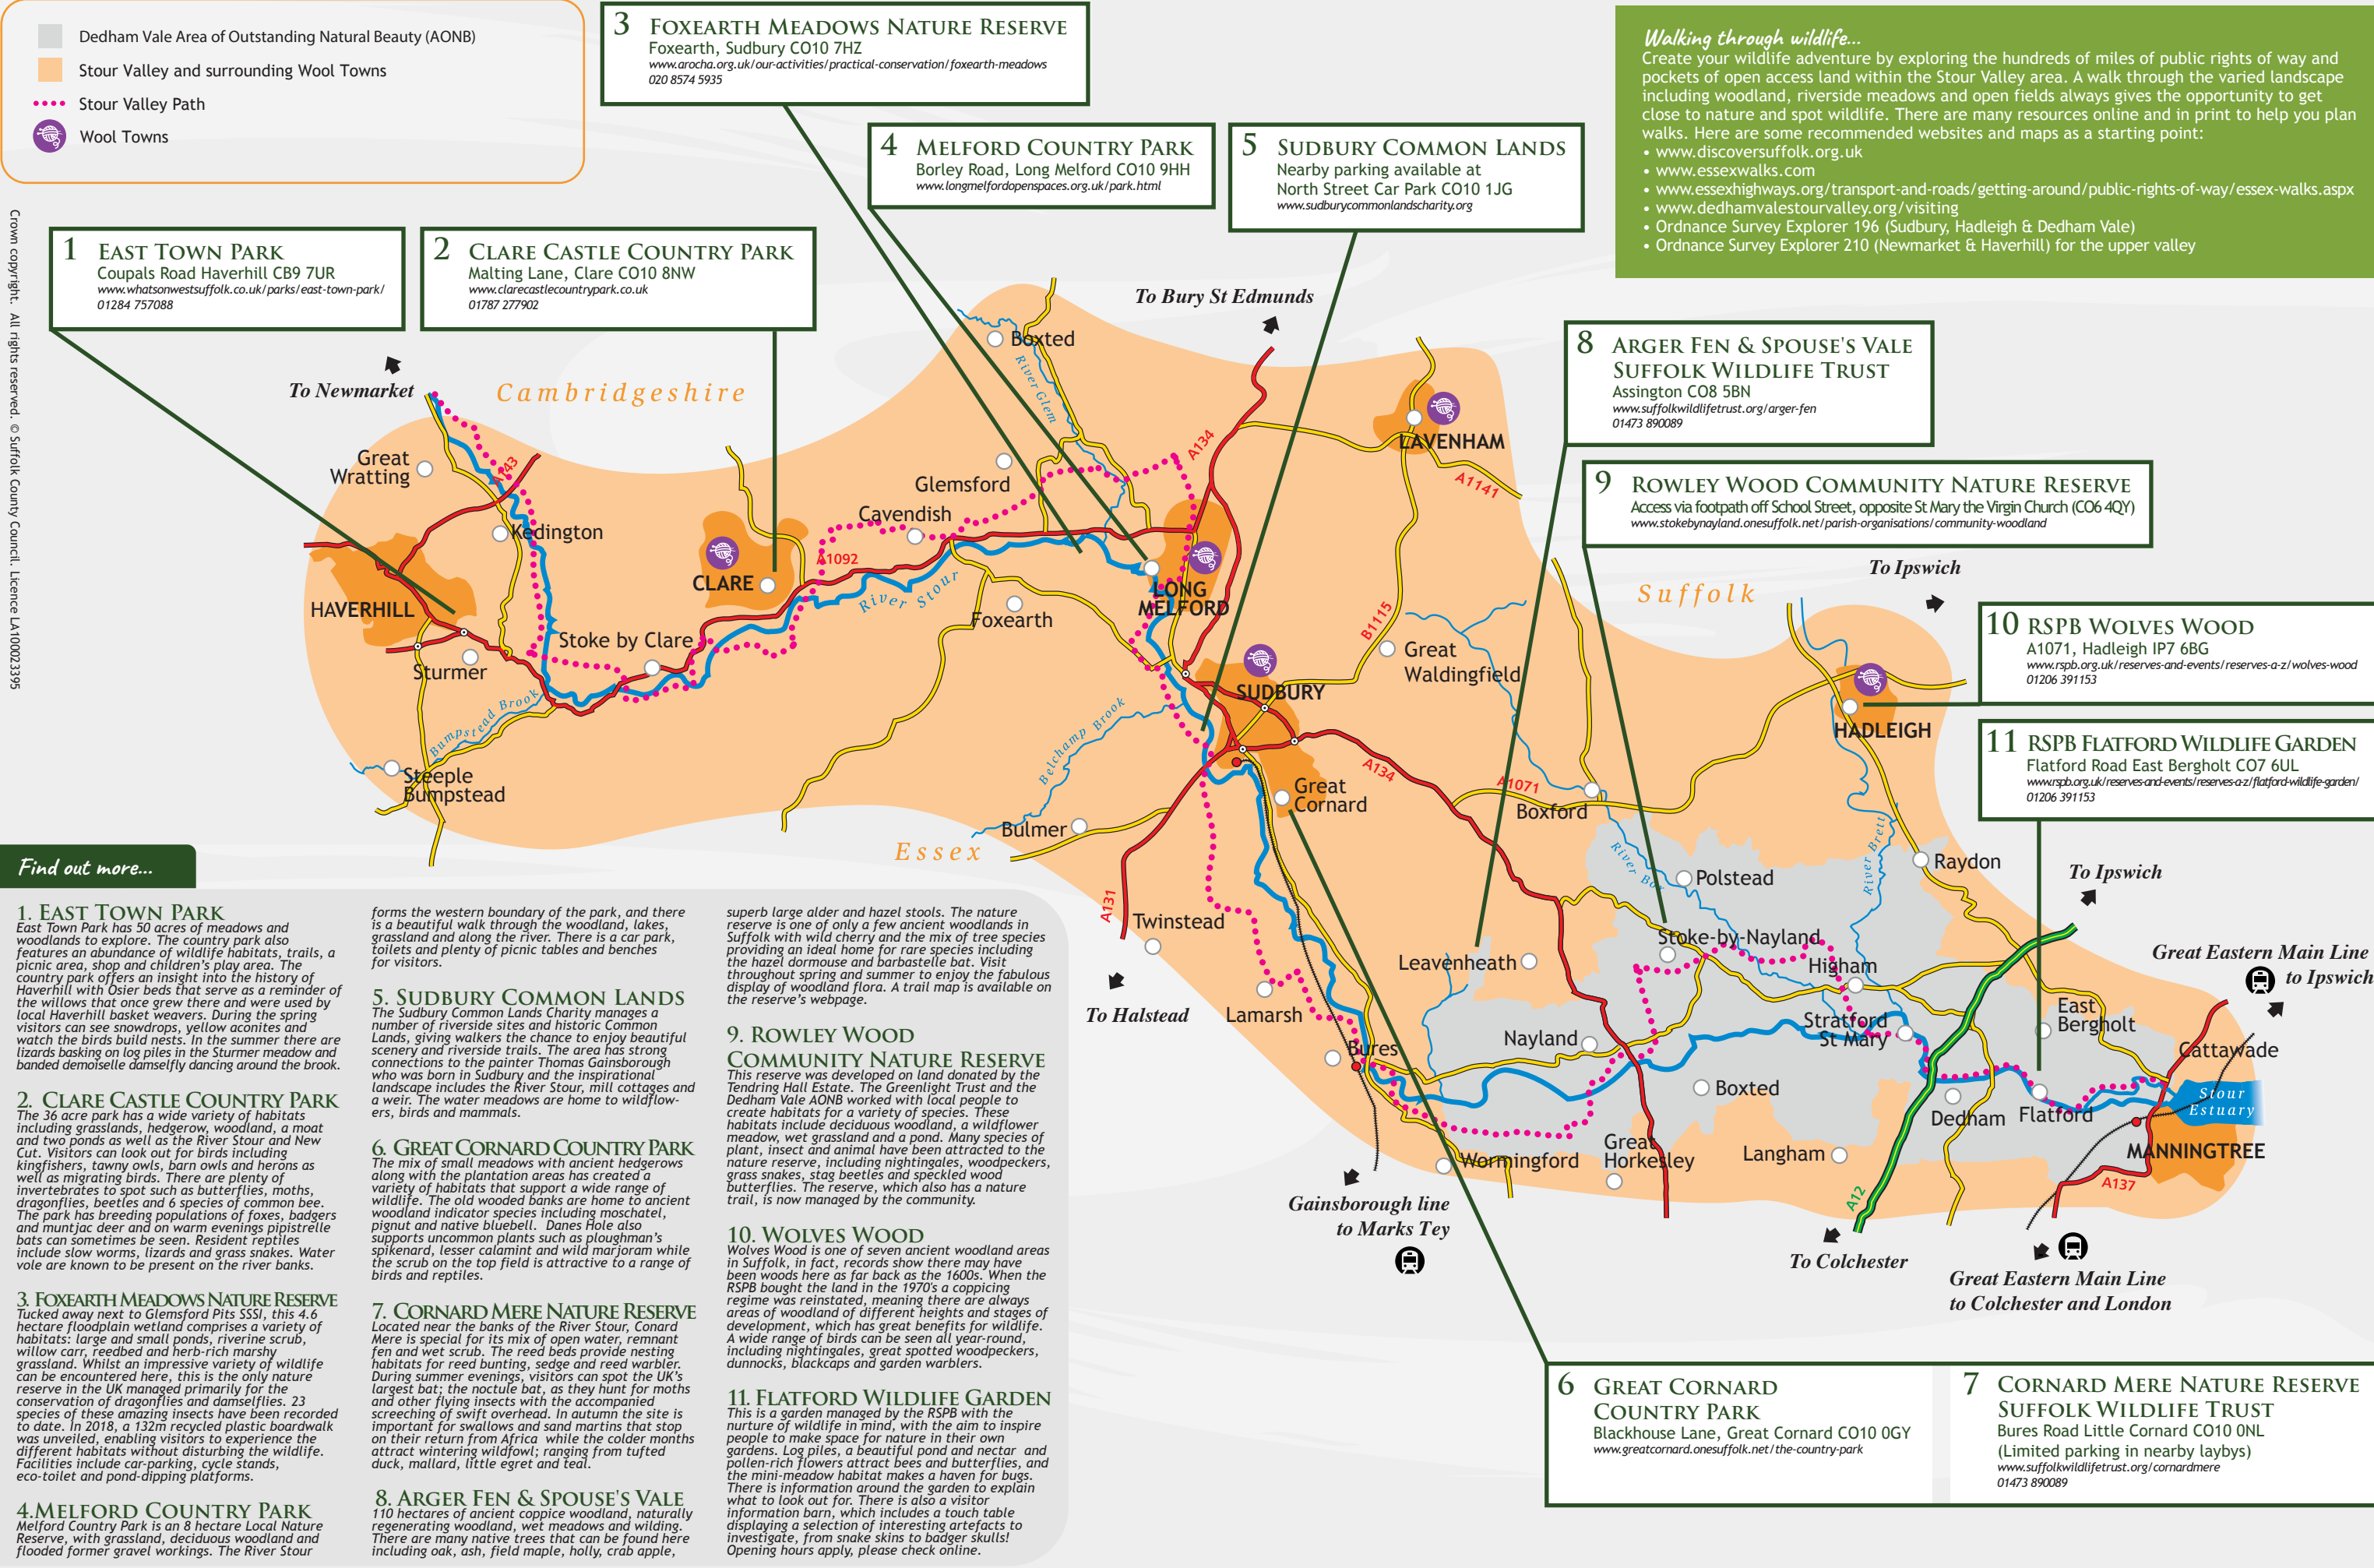 Dedham Vale Area of Outstanding Natural Beauty (AONB)
Stour Valley and surrounding Wool Towns
Stour Valley Path
Wool Towns
Crown copyright. All rights reserved. © Suffolk County Council. Licence LA100023395
3 Foxearth Meadows Nature Reserve
Foxearth, Sudbury CO10 7HZ
www.arocha.org.uk/our-activities/practical-conservation/foxearth-meadows
020 8574 5935
4 Melford Country Park
Borley Road, Long Melford CO10 9HH
www.longmelfordopenspaces.org.uk/park.html
5 Sudbury Common Lands
Nearby parking available at
North Street Car Park CO10 1JG
www.sudburycommonlandscharity.org
Walking through wildlife...
Create your wildlife adventure by exploring the hundreds of miles of public rights of way and
pockets of open access land within the Stour Valley area. A walk through the varied landscape
including woodland, riverside meadows and open fields always gives the opportunity to get
close to nature and spot wildlife. There are many resources online and in print to help you plan
walks. Here are some recommended websites and maps as a starting point:
• www.discoversuffolk.org.uk
• www.essexwalks.com
• www.essexhighways.org/transport-and-roads/getting-around/public-rights-of-way/essex-walks.aspx
• www.dedhamvalestourvalley.org/visiting
• Ordnance Survey Explorer 196 (Sudbury, Hadleigh & Dedham Vale)
• Ordnance Survey Explorer 210 (Newmarket & Haverhill) for the upper valley
1 East Town Park
Coupals Road Haverhill CB9 7UR
www.whatsonwestsuffolk.co.uk/parks/east-town-park/
01284 757088
2 Clare Castle Country Park
Malting Lane, Clare CO10 8NW
www.clarecastlecountrypark.co.uk
01787 277902
8 Arger Fen & Spouse's Vale
Suffolk Wildlife Trust
Assington CO8 5BN
www.suffolkwildlifetrust.org/arger-fen
01473 890089
9 Rowley Wood Community Nature Reserve
Access via footpath off School Street, opposite St Mary the Virgin Church (CO6 4QY)
www.stokebynayland.onesuffolk.net/parish-organisations/community-woodland
10 RSPB Wolves Wood
A1071, Hadleigh IP7 6BG
www.rspb.org.uk/reserves-and-events/reserves-a-z/wolves-wood
01206 391153
11 RSPB Flatford Wildlife Garden
Flatford Road East Bergholt CO7 6UL
www.rspb.org.uk/reserves-and-events/reserves-a-z/flatford-wildlife-garden/
01206 391153
To Bury St Edmunds
To Newmarket
Cambridgeshire
Boxted
River Glem
Great
Wratting
A143
Kedington
Glemsford
Cavendish
A134
LAVENHAM
A1141
HAVERHILL
CLARE
A1092
River Stour
LONG
MELFORD
Foxearth
Stoke by Clare
Sturmer
Bumpstead Brook
Steeple
Bumpstead
B1115
Great
Waldingfield
Suffolk
To Ipswich
SUDBURY
HADLEIGH
Belchamp Brook
Great
Cornard
A134
A1071
Boxford
Bulmer
Essex
River Box
River Brett
Polstead
Raydon
To Ipswich
A131
Twinstead
Leavenheath
Stoke-by-Nayland
Higham
Great Eastern Main Line
to Ipswich
To Halstead
Lamarsh
Nayland
Stratford
St Mary
East
Bergholt
Cattawade
Bures
Boxted
Dedham
Flatford
Stour
Estuary
MANNINGTREE
Wormingford
Great
Horkesley
Langham
A12
A137
Gainsborough line
to Marks Tey
To Colchester
Great Eastern Main Line
to Colchester and London
6 Great Cornard
Country Park
Blackhouse Lane, Great Cornard CO10 0GY
www.greatcornard.onesuffolk.net/the-country-park
7 Cornard Mere Nature Reserve
Suffolk Wildlife Trust
Bures Road Little Cornard CO10 0NL
(Limited parking in nearby laybys)
www.suffolkwildlifetrust.org/cornardmere
01473 890089
Find out more...
1. East Town Park
East Town Park has 50 acres of meadows and
woodlands to explore. The country park also
features an abundance of wildlife habitats, trails, a
picnic area, shop and children's play area. The
country park offers an insight into the history of
Haverhill with Osier beds that serve as a reminder of
the willows that once grew there and were used by
local Haverhill basket weavers. During the spring
visitors can see snowdrops, yellow aconites and
watch the birds build nests. In the summer there are
lizards basking on log piles in the Sturmer meadow and
banded demoiselle damselfly dancing around the brook.
2. Clare Castle Country Park
The 36 acre park has a wide variety of habitats
including grasslands, hedgerow, woodland, a moat
and two ponds as well as the River Stour and New
Cut. Visitors can look out for birds including
kingfishers, tawny owls, barn owls and herons as
well as migrating birds. There are plenty of
invertebrates to spot such as butterflies, moths,
dragonflies, beetles and 6 species of common bee.
The park has breeding populations of foxes, badgers
and muntjac deer and on warm evenings pipistrelle
bats can sometimes be seen. Resident reptiles
include slow worms, lizards and grass snakes. Water
vole are known to be present on the river banks.
3. Foxearth Meadows Nature Reserve
Tucked away next to Glemsford Pits SSSI, this 4.6
hectare floodplain wetland comprises a variety of
habitats: large and small ponds, riverine scrub,
willow carr, reedbed and herb-rich marshy
grassland. Whilst an impressive variety of wildlife
can be encountered here, this is the only nature
reserve in the UK managed primarily for the
conservation of dragonflies and damselflies. 23
species of these amazing insects have been recorded
to date. In 2018, a 132m recycled plastic boardwalk
was unveiled, enabling visitors to experience the
different habitats without disturbing the wildlife.
Facilities include car-parking, cycle stands,
eco-toilet and pond-dipping platforms.
4.Melford Country Park
Melford Country Park is an 8 hectare Local Nature
Reserve, with grassland, deciduous woodland and
flooded former gravel workings. The River Stour
forms the western boundary of the park, and there
is a beautiful walk through the woodland, lakes,
grassland and along the river. There is a car park,
toilets and plenty of picnic tables and benches
for visitors.
5. Sudbury Common Lands
The Sudbury Common Lands Charity manages a
number of riverside sites and historic Common
Lands, giving walkers the chance to enjoy beautiful
scenery and riverside trails. The area has strong
connections to the painter Thomas Gainsborough
who was born in Sudbury and the inspirational
landscape includes the River Stour, mill cottages and
a weir. The water meadows are home to wildflow-
ers, birds and mammals.
6. Great Cornard Country Park
The mix of small meadows with ancient hedgerows
along with the plantation areas has created a
variety of habitats that support a wide range of
wildlife. The old wooded banks are home to ancient
woodland indicator species including moschatel,
pignut and native bluebell. Danes Hole also
supports uncommon plants such as ploughman's
spikenard, lesser calamint and wild marjoram while
the scrub on the top field is attractive to a range of
birds and reptiles.
7. Cornard Mere Nature Reserve
Located near the banks of the River Stour, Conard
Mere is special for its mix of open water, remnant
fen and wet scrub. The reed beds provide nesting
habitats for reed bunting, sedge and reed warbler.
During summer evenings, visitors can spot the UK's
largest bat; the noctule bat, as they hunt for moths
and other flying insects with the accompanied
screeching of swift overhead. In autumn the site is
important for swallows and sand martins that stop
on their return from Africa while the colder months
attract wintering wildfowl; ranging from tufted
duck, mallard, little egret and teal.
8. Arger Fen & Spouse's Vale
110 hectares of ancient coppice woodland, naturally
regenerating woodland, wet meadows and wilding.
There are many native trees that can be found here
including oak, ash, field maple, holly, crab apple,
superb large alder and hazel stools. The nature
reserve is one of only a few ancient woodlands in
Suffolk with wild cherry and the mix of tree species
providing an ideal home for rare species including
the hazel dormouse and barbastelle bat. Visit
throughout spring and summer to enjoy the fabulous
display of woodland flora. A trail map is available on
the reserve's webpage.
9. Rowley Wood
Community Nature Reserve
This reserve was developed on land donated by the
Tendring Hall Estate. The Greenlight Trust and the
Dedham Vale AONB worked with local people to
create habitats for a variety of species. These
habitats include deciduous woodland, a wildflower
meadow, wet grassland and a pond. Many species of
plant, insect and animal have been attracted to the
nature reserve, including nightingales, woodpeckers,
grass snakes, stag beetles and speckled wood
butterflies. The reserve, which also has a nature
trail, is now managed by the community.
10. Wolves Wood
Wolves Wood is one of seven ancient woodland areas
in Suffolk, in fact, records show there may have
been woods here as far back as the 1600s. When the
RSPB bought the land in the 1970's a coppicing
regime was reinstated, meaning there are always
areas of woodland of different heights and stages of
development, which has great benefits for wildlife.
A wide range of birds can be seen all year-round,
including nightingales, great spotted woodpeckers,
dunnocks, blackcaps and garden warblers.
11. Flatford Wildlife Garden
This is a garden managed by the RSPB with the
nurture of wildlife in mind, with the aim to inspire
people to make space for nature in their own
gardens. Log piles, a beautiful pond and nectar and
pollen-rich flowers attract bees and butterflies, and
the mini-meadow habitat makes a haven for bugs.
There is information around the garden to explain
what to look out for. There is also a visitor
information barn, which includes a touch table
displaying a selection of interesting artefacts to
investigate, from snake skins to badger skulls!
Opening hours apply, please check online.